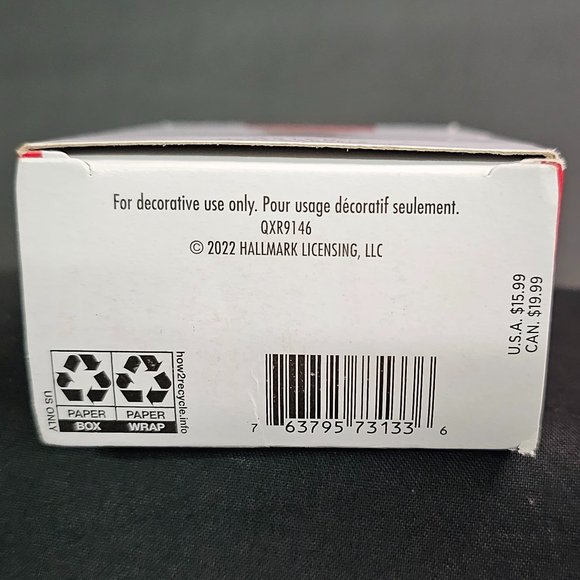 For decorative use only. Pour usage décoratif seulement.
QXR9146
© 2022 HALLMARK LICENSING, LLC
U.S.A. $15.99
CAN. $19.99
US ONLY
PAPER
BOX
PAPER
WRAP
how2recycle.info
7 63795 73133 6